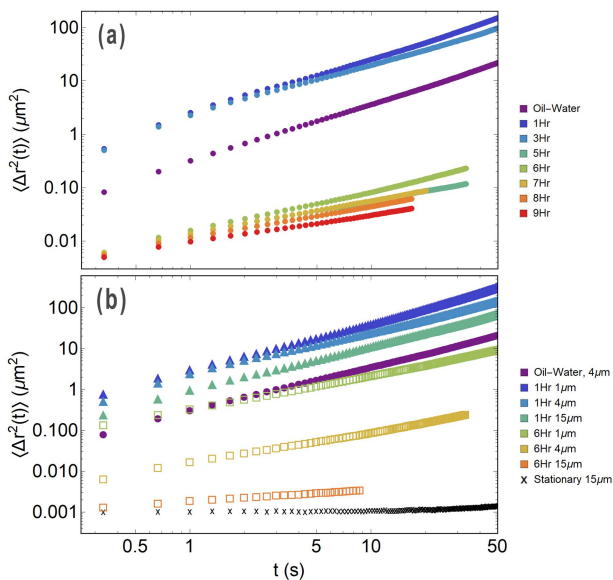 (a)
100
10
1
0.10
0.01
⟨Δr²(t)⟩ (μm²)
Oil-Water
1Hr
3Hr
5Hr
6Hr
7Hr
8Hr
9Hr
(b)
100
10
1
0.100
0.010
0.001
⟨Δr²(t)⟩ (μm²)
Oil-Water, 4μm
1Hr 1μm
1Hr 4μm
1Hr 15μm
6Hr 1μm
6Hr 4μm
6Hr 15μm
x Stationary 15μm
0.5 1 5 10 50
t (s)